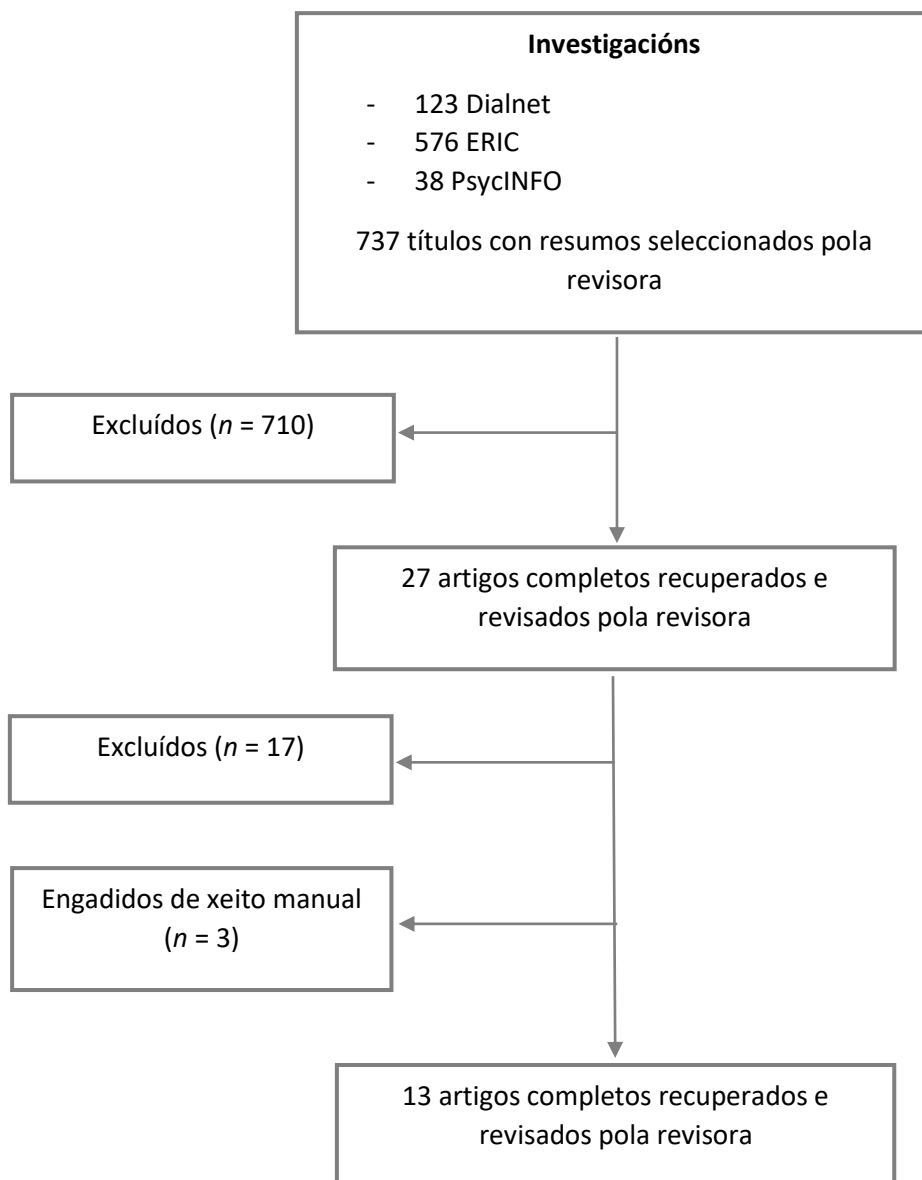 Investigacións
- 123 Dialnet
- 576 ERIC
- 38 PsycINFO
737 títulos con resumos seleccionados pola
revisora
Excluídos (n = 710)
27 artigos completos recuperados e
revisados pola revisora
Excluídos (n = 17)
Engadidos de xeito manual
(n = 3)
13 artigos completos recuperados e
revisados pola revisora